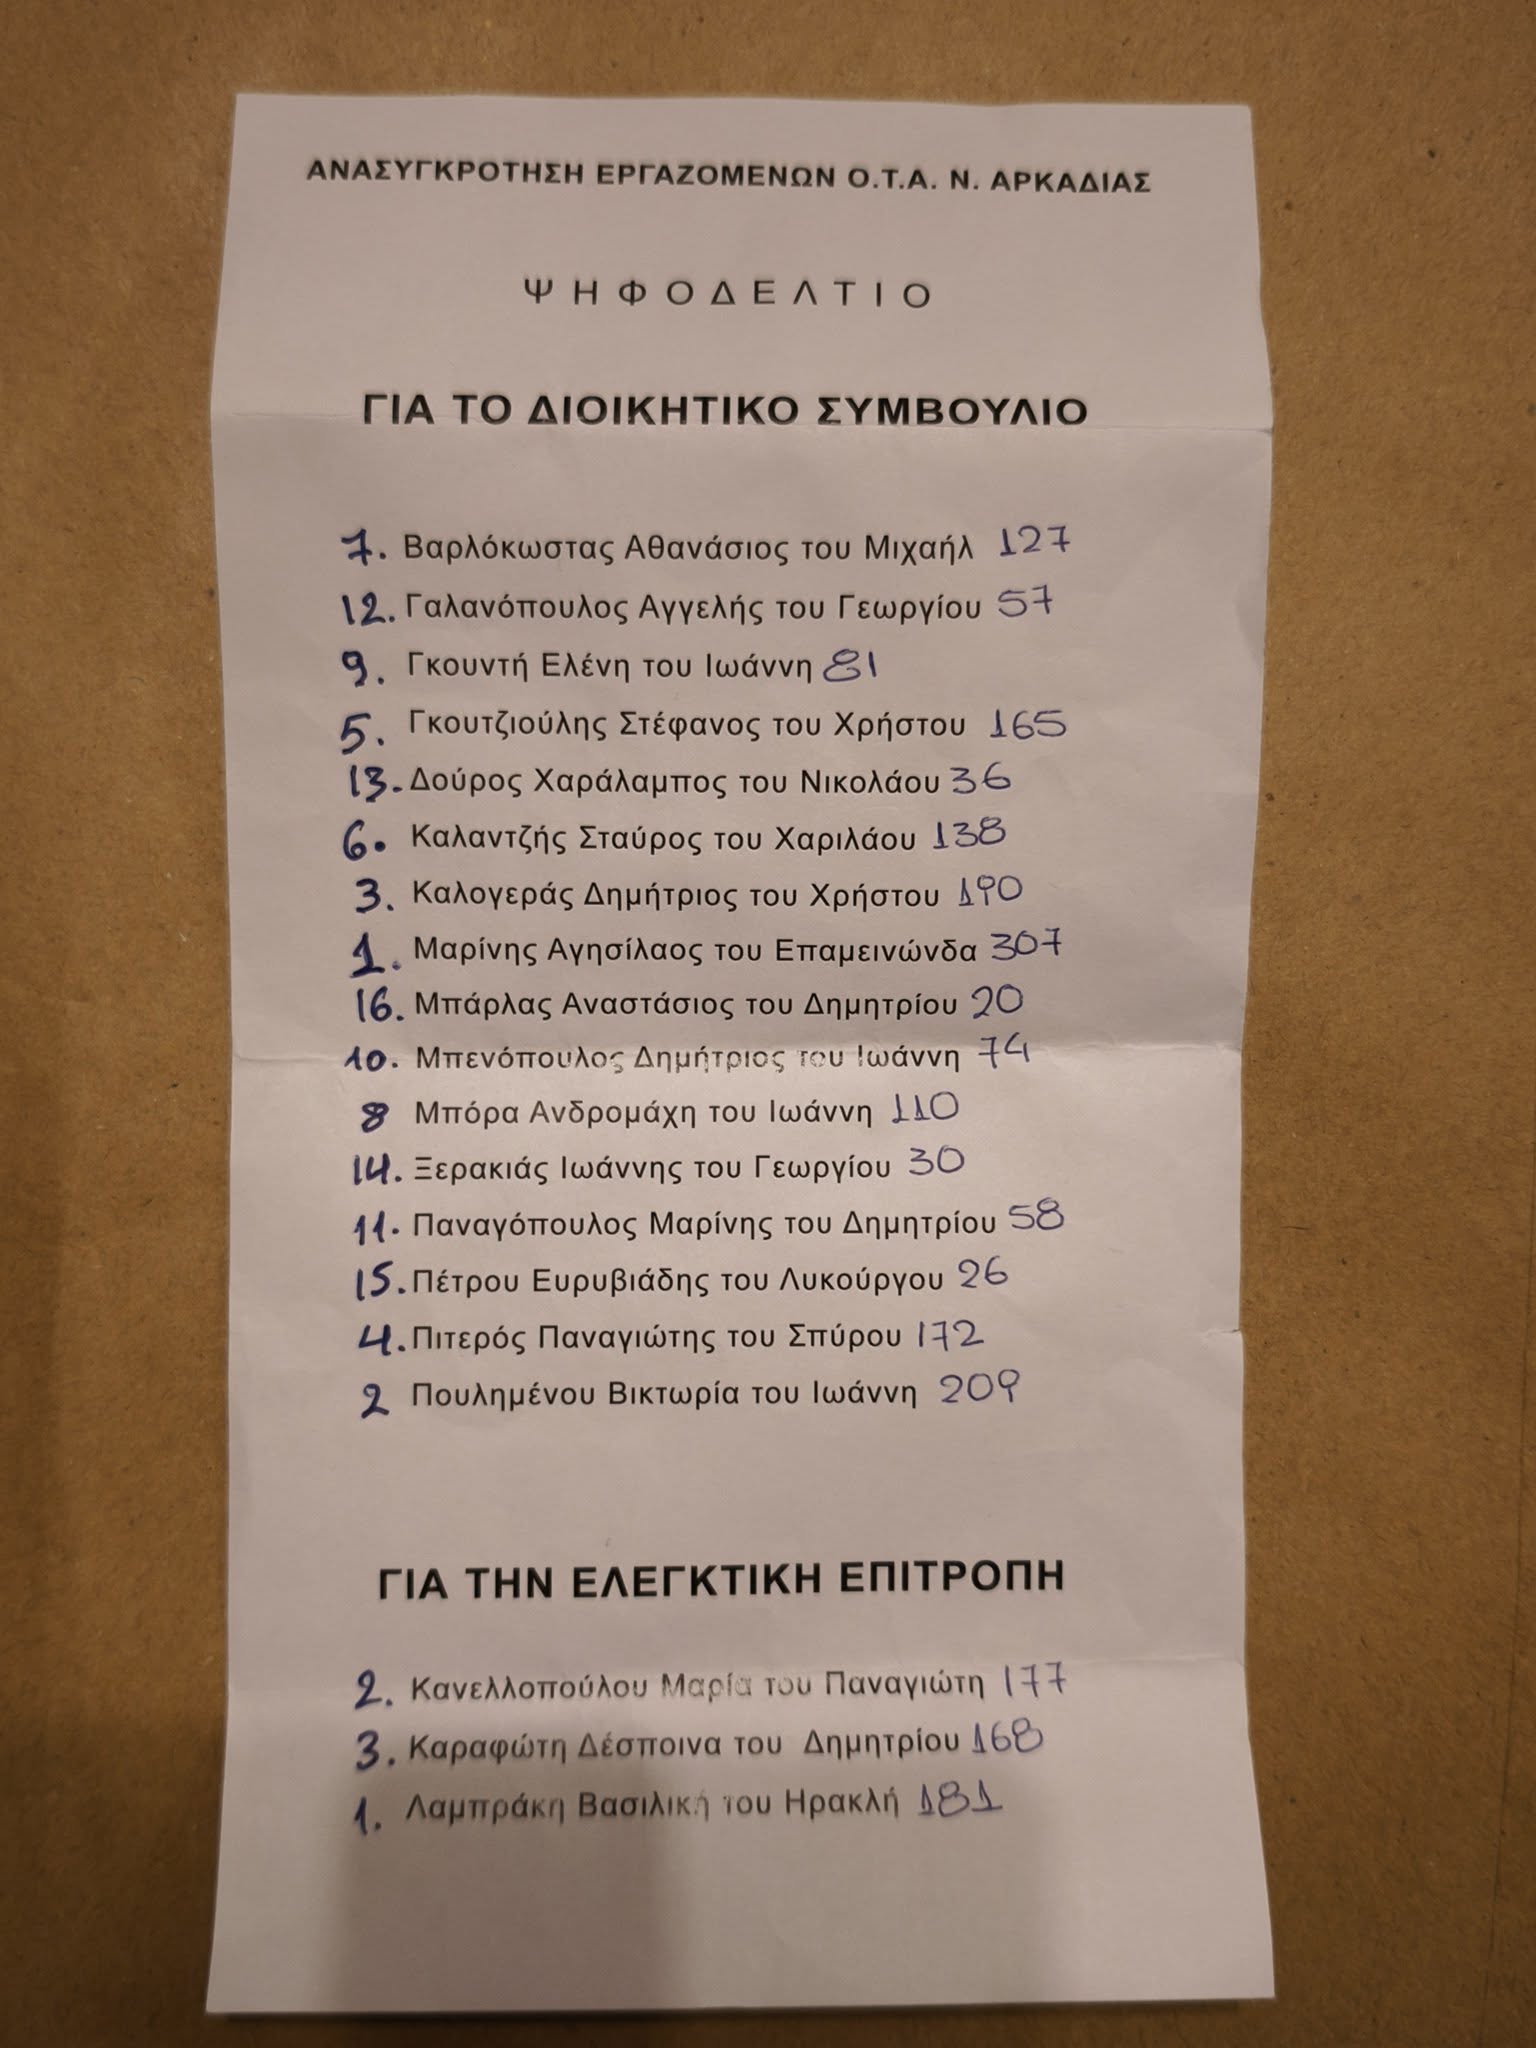 ΑΝΑΣΥΓΚΡΟΤΗΣΗ ΕΡΓΑΖΟΜΕΝΩΝ Ο.Τ.Α. Ν. ΑΡΚΑΔΙΑΣ
ΨΗΦΟΔΕΛΤΙΟ
ΓΙΑ ΤΟ ΔΙΟΙΚΗΤΙΚΟ ΣΥΜΒΟΥΛΙΟ
7. Βαρλόκωστας Αθανάσιος του Μιχαήλ 127
12. Γαλανόπουλος Αγγελής του Γεωργίου 57
9. Γκουντή Ελένη του Ιωάννη 81
5. Γκουτζιούλης Στέφανος του Χρήστου 165
13. Δούρος Χαράλαμπος του Νικολάου 36
6. Καλαντζής Σταύρος του Χαριλάου 138
3. Καλογεράς Δημήτριος του Χρήστου 190
1. Μαρίνης Αγησίλαος του Επαμεινώνδα 307
16. Μπάρλας Αναστάσιος του Δημητρίου 20
10. Μπενόπουλος Δημήτριος του Ιωάννη 74
8 Μπόρα Ανδρομάχη του Ιωάννη 110
14. Ξερακιάς Ιωάννης του Γεωργίου 30
11. Παναγόπουλος Μαρίνης του Δημητρίου 58
15. Πέτρου Ευρυβιάδης του Λυκούργου 26
4. Πιτερός Παναγιώτης του Σπύρου 172
2 Πουλημένου Βικτωρία του Ιωάννη 209
ΓΙΑ ΤΗΝ ΕΛΕΓΚΤΙΚΗ ΕΠΙΤΡΟΠΗ
2. Κανελλοπούλου Μαρία του Παναγιώτη 177
3. Καραφώτη Δέσποινα του Δημητρίου 168
1. Λαμπράκη Βασιλική του Ηρακλή 181